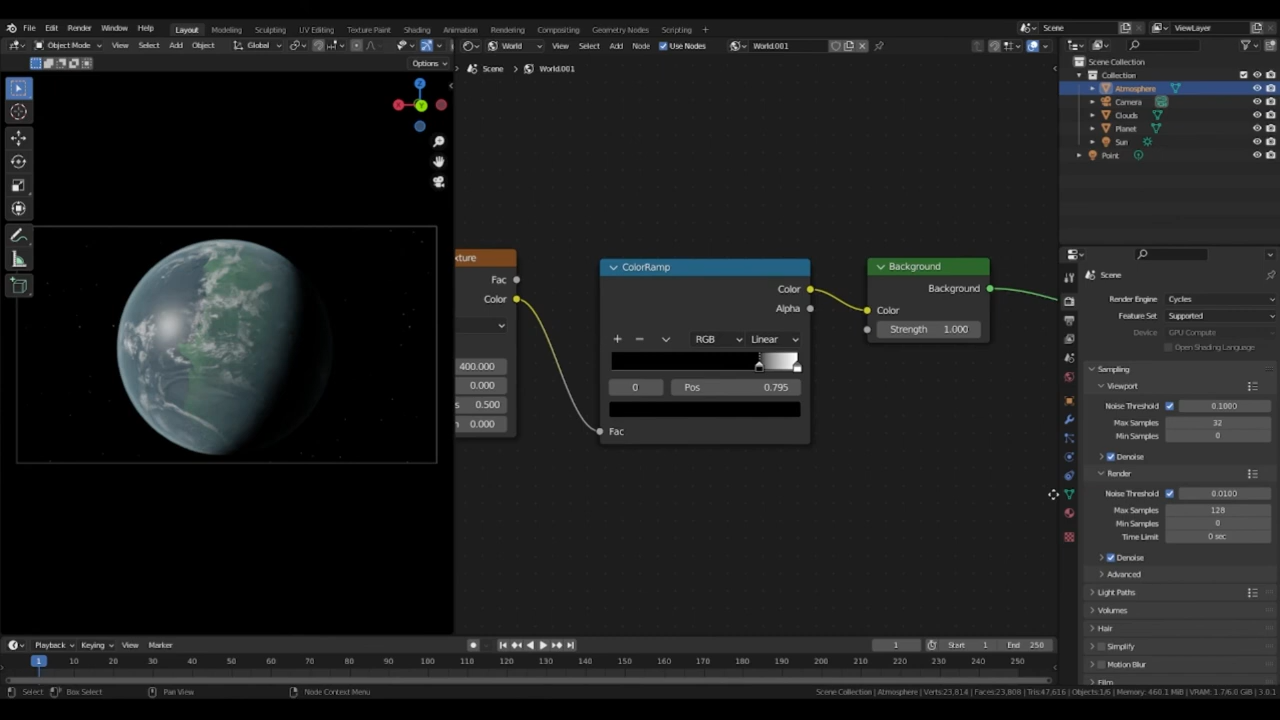 File Edit Render Window Help Layout Modeling Sculpting UV Editing Texture Paint Shading Animation Rendering Compositing Geometry Nodes Scripting + Scene ViewLayer
Object Mode View Select Add Object Global World View Select Add Node Use Nodes World.001
Options Scene > World.001
Scene Collection
Collection
Atmosphere
Camera
Clouds
Planet
Sun
Point
X
Y
Z
xture
Fac
Color
400.000
0.000
s 0.500
n 0.000
ColorRamp
Color
Alpha
+ − RGB Linear
0 Pos 0.795
Fac
Background
Background
Color
Strength 1.000
Scene
Render Engine Cycles
Feature Set Supported
Device GPU Compute
Open Shading Language
Sampling
Viewport
Noise Threshold 0.1000
Max Samples 32
Min Samples 0
Denoise
Render
Noise Threshold 0.0100
Max Samples 128
Min Samples 0
Time Limit 0 sec
Denoise
Advanced
Light Paths
Volumes
Hair
Simplify
Motion Blur
Film
Playback Keying View Marker 1 Start 1 End 250
1 10 20 30 40 50 60 70 80 90 100 110 120 130 140 150 160 170 180 190 200 210 220 230 240 250
Select Box Select Pan View Node Context Menu Scene Collection | Atmosphere | Verts:23,814 | Faces:23,808 | Tris:47,616 | Objects:1/6 | Memory: 460.1 MiB | VRAM: 1.7/6.0 GiB | 3.0.1